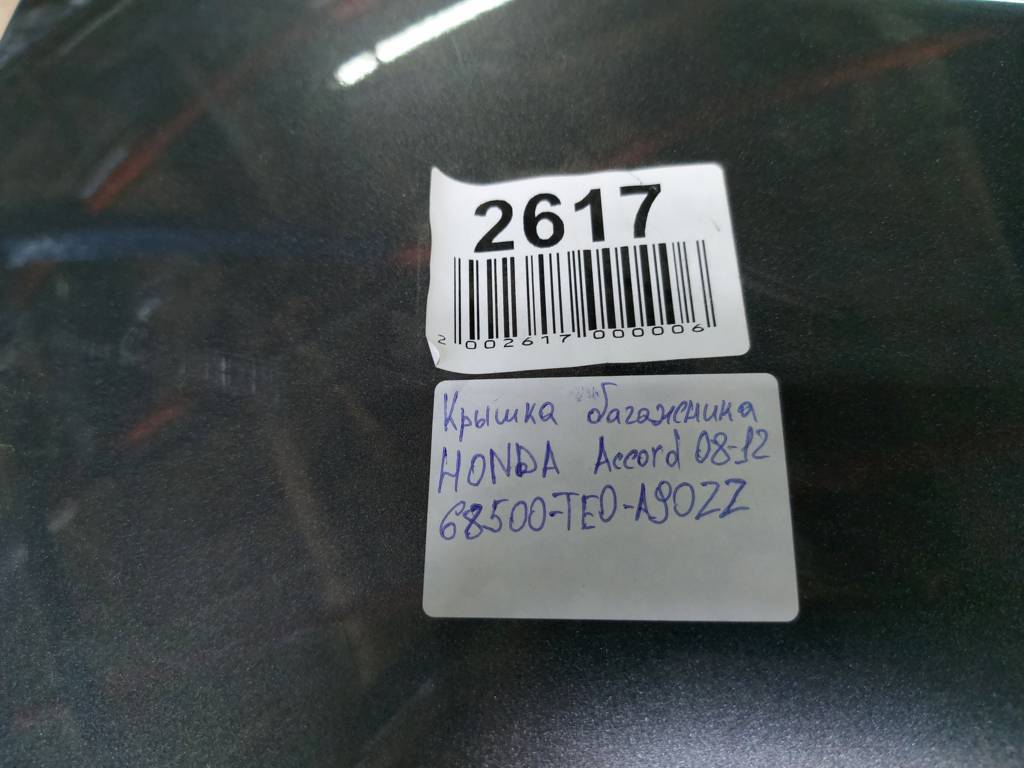 2617
2 002617 000006
Крышка багажника
HONDA Accord 08-12
68500-TE0-A90ZZ